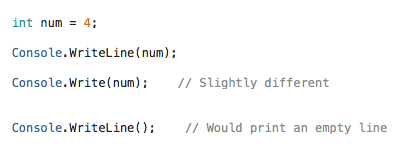 int num = 4;
Console.WriteLine(num);
Console.Write(num);    // Slightly different
Console.WriteLine();    // Would print an empty line